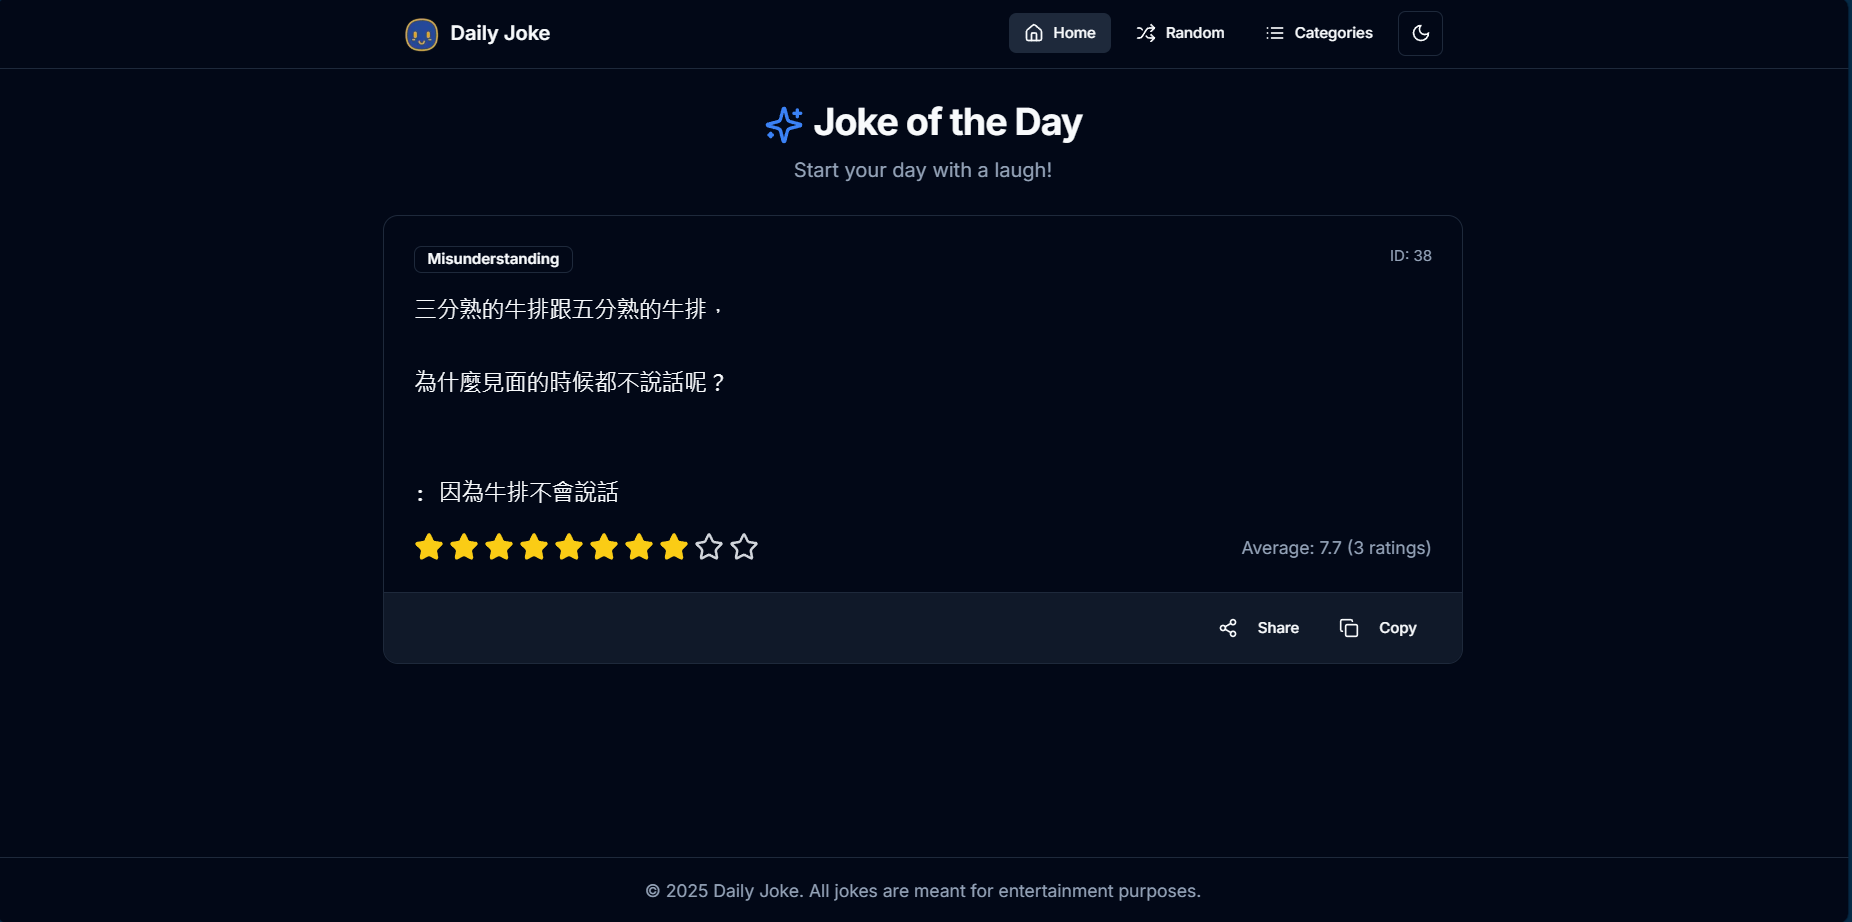 Daily Joke
Home
Random
Categories
Joke of the Day
Start your day with a laugh!
Misunderstanding
ID: 38
三分熟的牛排跟五分熟的牛排，
為什麼見面的時候都不說話呢？
： 因為牛排不會說話
Average: 7.7 (3 ratings)
Share
Copy
© 2025 Daily Joke. All jokes are meant for entertainment purposes.